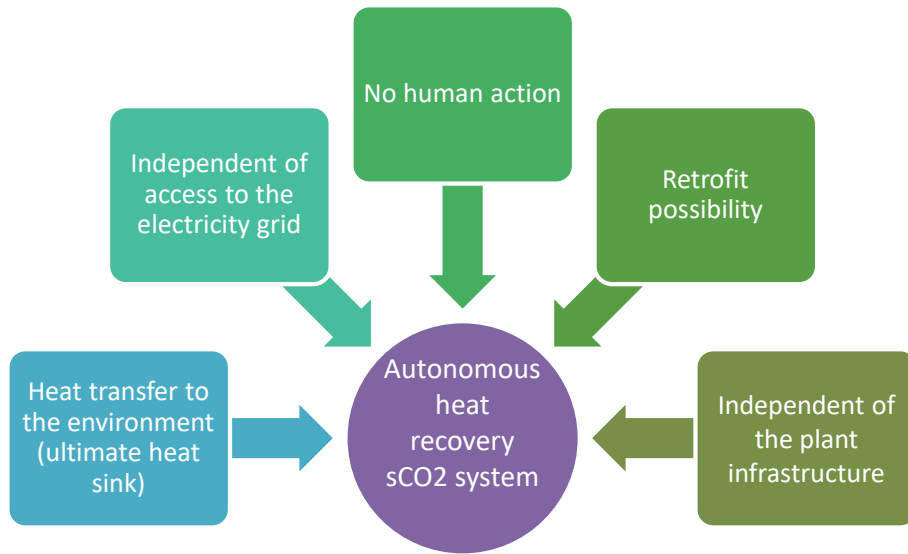 No human action
Independent of
access to the
electricity grid
Retrofit
possibility
Heat transfer to
the environment
(ultimate heat
sink)
Autonomous
heat
recovery
sCO2 system
Independent of
the plant
infrastructure